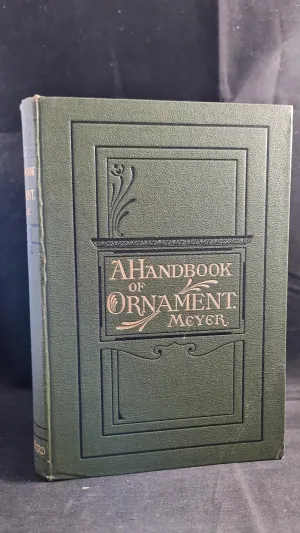 A HANDBOOK
OF
ORNAMENT.
MEYER.